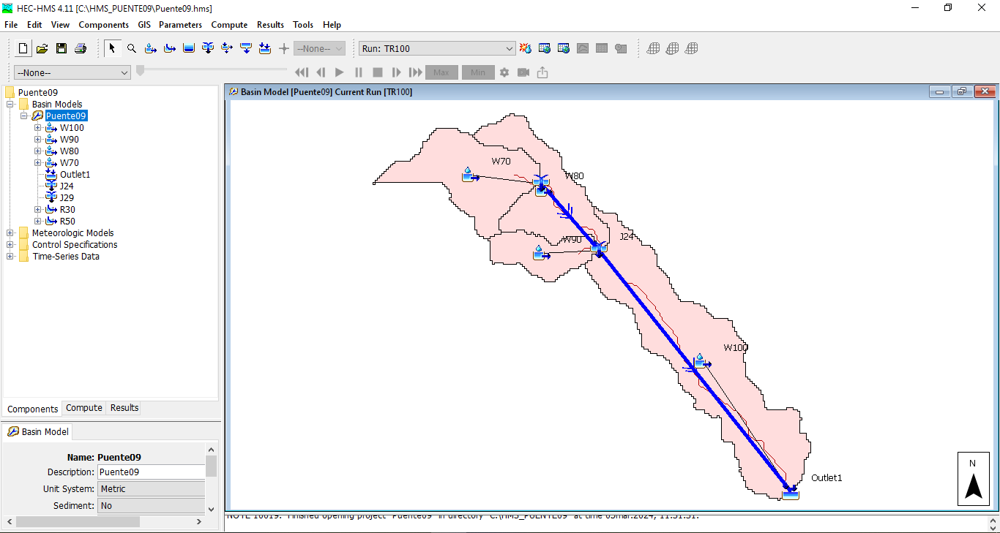 HEC-HMS 4.11 [C:\HMS_PUENTE09\Puente09.hms]
File Edit View Components GIS Parameters Compute Results Tools Help
--None-- Run: TR100
--None-- Max Min
Puente09
Basin Models
Puente09
W100
W90
W80
W70
Outlet1
J24
J29
R30
R50
Meteorologic Models
Control Specifications
Time-Series Data
Components Compute Results
Basin Model
Name: Puente09
Description: Puente09
Unit System: Metric
Sediment: No
Basin Model [Puente09] Current Run [TR100]
W70
W80
W90
J24
W100
Outlet1
N
NOTE 10019: Finished opening project "Puente09" in directory "C:\HMS_PUENTE09" at time 05mar.2024, 11:31:31.